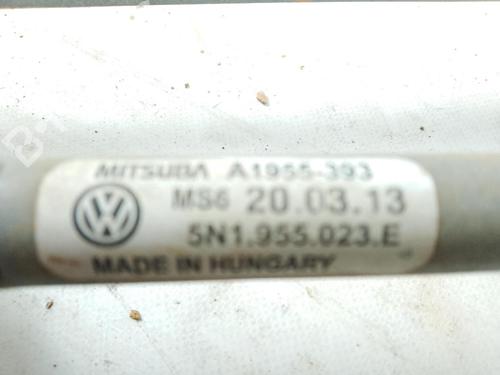 MITSUBA A1955-393
MS6 20.03.13
5N1.955.023.E
MADE IN HUNGARY